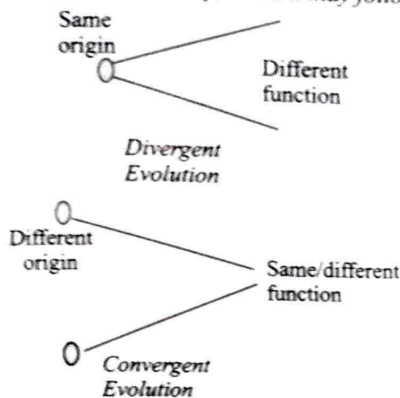 Same
origin
Different
function
Divergent
Evolution
Different
origin
Same/different
function
Convergent
Evolution